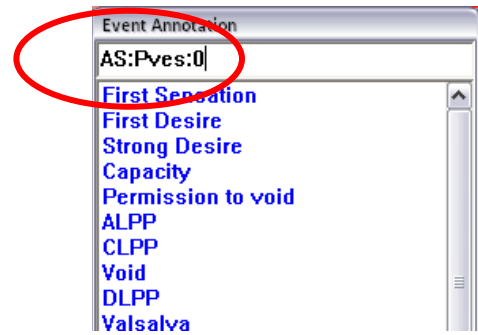 Event Annotation
AS:Pves:0
First Sensation
First Desire
Strong Desire
Capacity
Permission to void
ALPP
CLPP
Void
DLPP
Valsalva